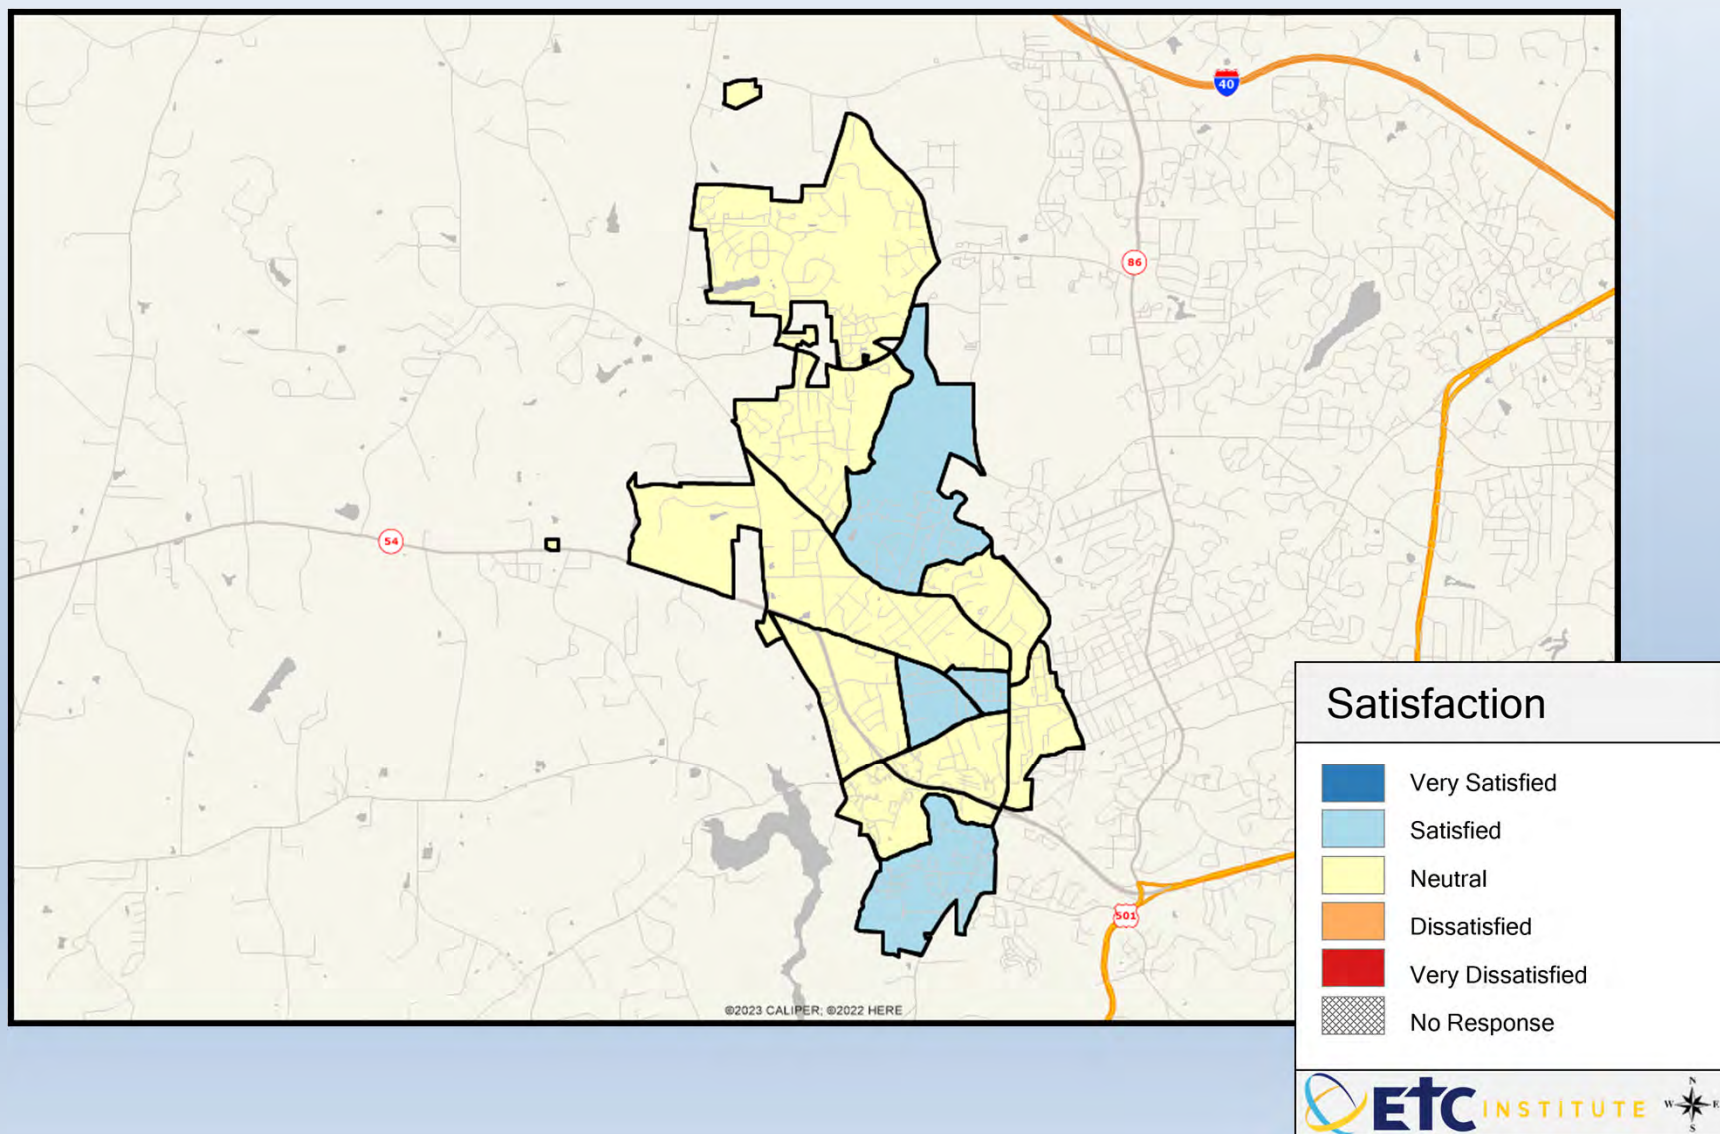 40
86
54
501
©2023 CALIPER; ©2022 HERE
Satisfaction
Very Satisfied
Satisfied
Neutral
Dissatisfied
Very Dissatisfied
No Response
ETC INSTITUTE
N
W E
S